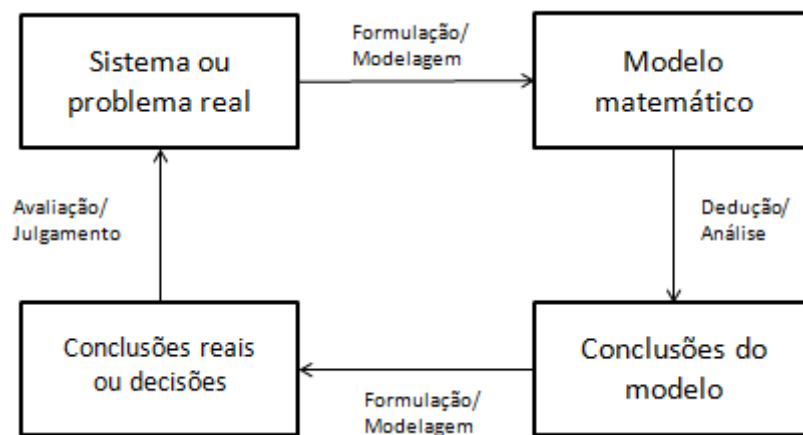 Sistema ou
problema real
Formulação/
Modelagem
Modelo
matemático
Avaliação/
Julgamento
Dedução/
Análise
Conclusões reais
ou decisões
Formulação/
Modelagem
Conclusões do
modelo